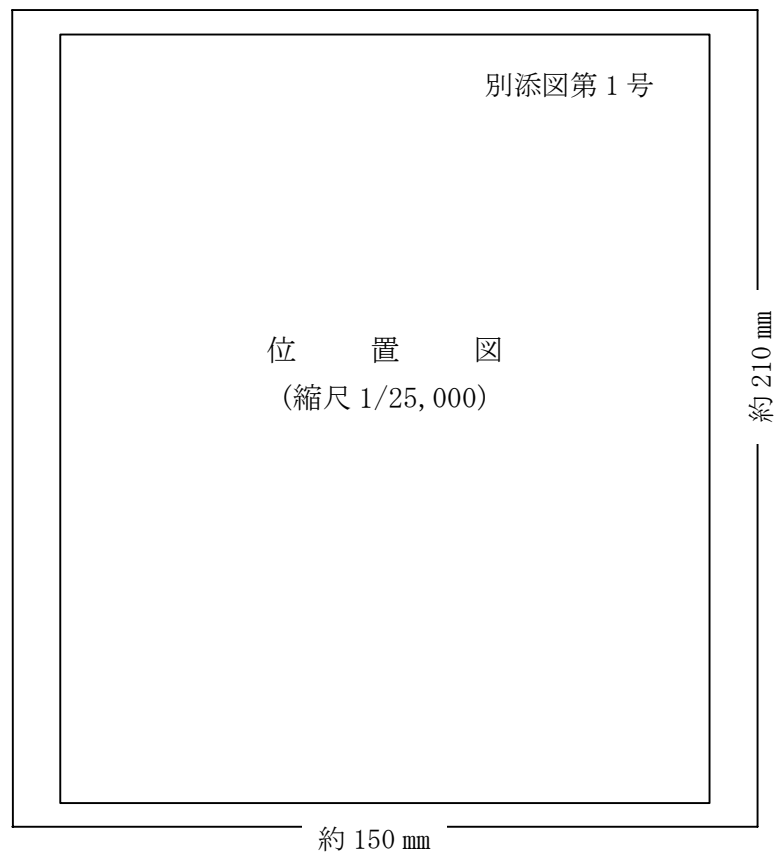 別添図第 1 号
位 置 図
(縮尺 1/25,000)
約 210 ㎜
約 150 ㎜